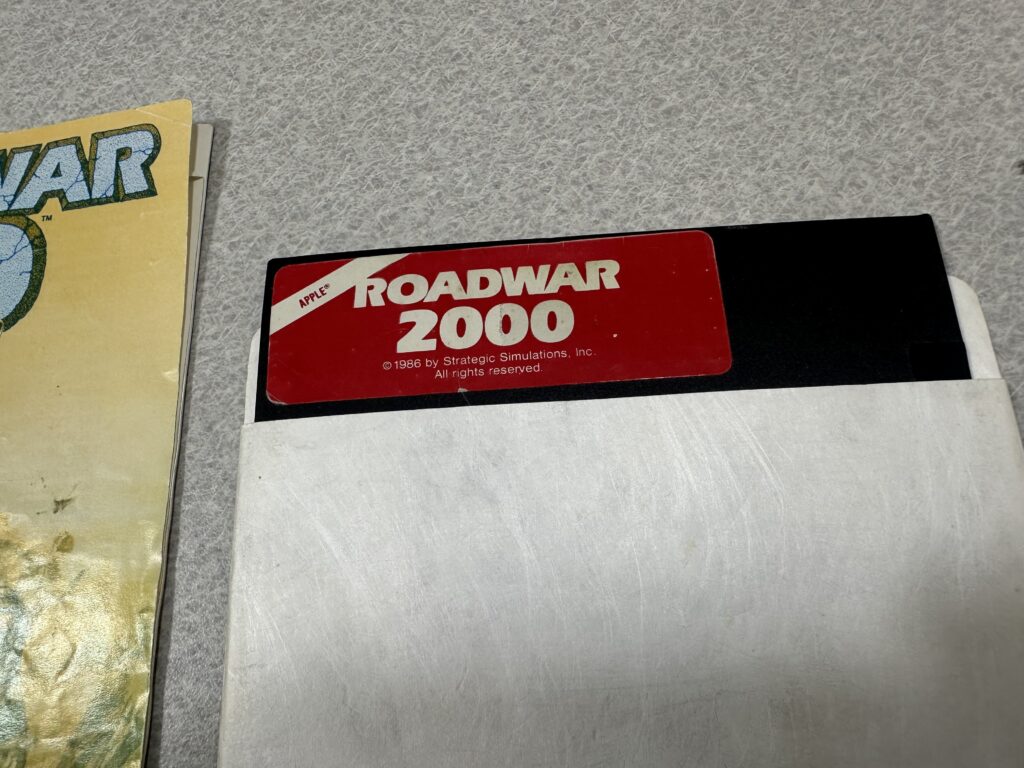 WAR
™
APPLE®
ROADWAR
2000
© 1986 by Strategic Simulations, Inc.
All rights reserved.